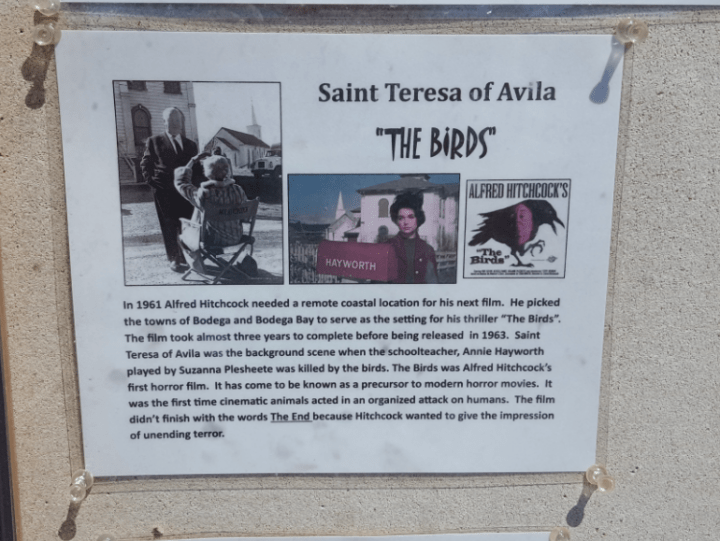 Saint Teresa of Avila
"THE BiRDS"
ALFRED HITCHCOCK'S
"The
Birds"
HAYWORTH
In 1961 Alfred Hitchcock needed a remote coastal location for his next film. He picked
the towns of Bodega and Bodega Bay to serve as the setting for his thriller "The Birds".
The film took almost three years to complete before being released in 1963. Saint
Teresa of Avila was the background scene when the schoolteacher, Annie Hayworth
played by Suzanna Plesheete was killed by the birds. The Birds was Alfred Hitchcock's
first horror film. It has come to be known as a precursor to modern horror movies. It
was the first time cinematic animals acted in an organized attack on humans. The film
didn't finish with the words The End because Hitchcock wanted to give the impression
of unending terror.